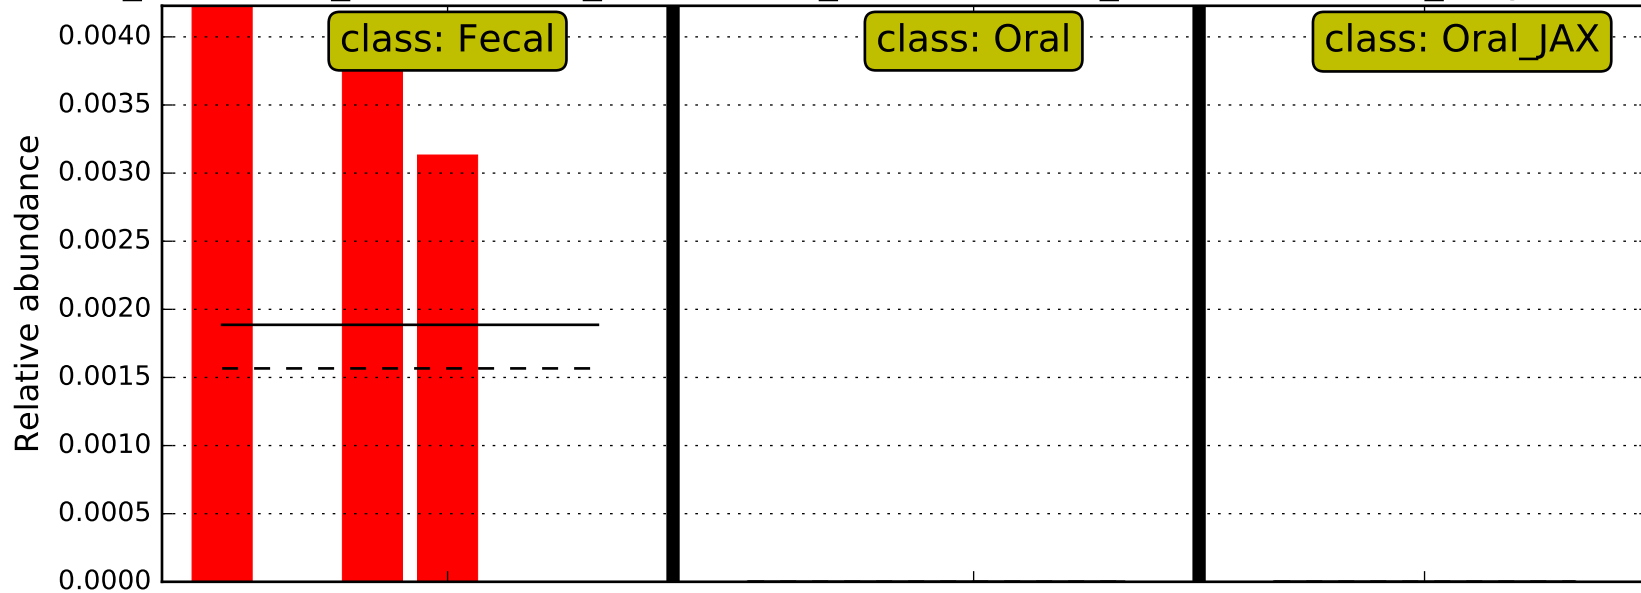 class: Fecal
class: Oral
class: Oral_JAX
Relative abundance
0.0040
0.0035
0.0030
0.0025
0.0020
0.0015
0.0010
0.0005
0.0000